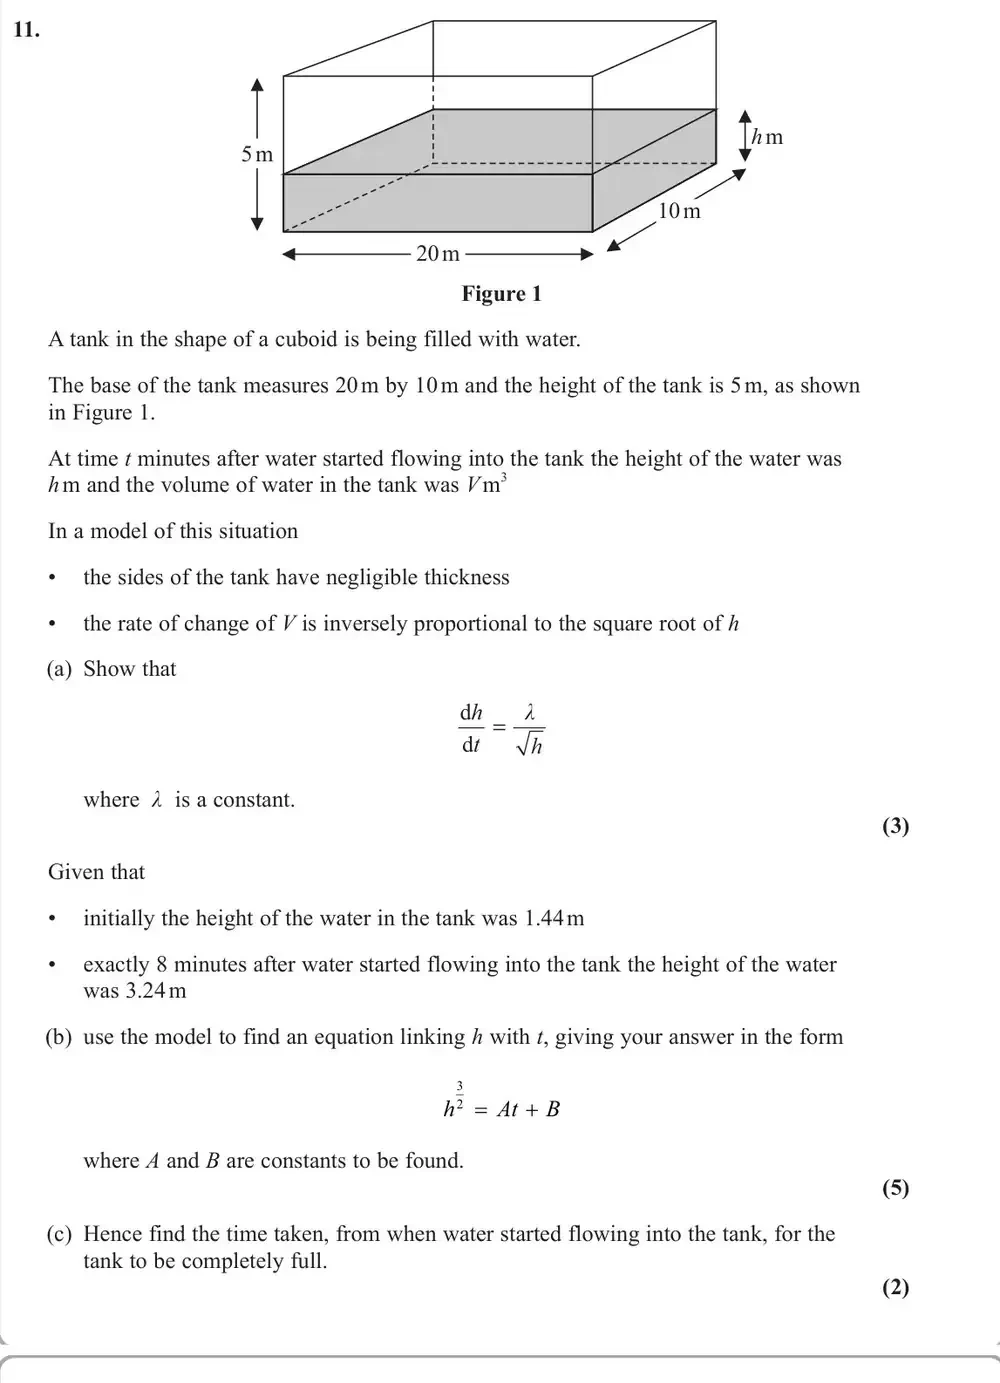 11.
5 m
h m
10 m
20 m
Figure 1
A tank in the shape of a cuboid is being filled with water.
The base of the tank measures 20 m by 10 m and the height of the tank is 5 m, as shown
in Figure 1.
At time t minutes after water started flowing into the tank the height of the water was
h m and the volume of water in the tank was V m³
In a model of this situation
• the sides of the tank have negligible thickness
• the rate of change of V is inversely proportional to the square root of h
(a) Show that
dh/dt = λ/√h
where λ is a constant.
(3)
Given that
• initially the height of the water in the tank was 1.44 m
• exactly 8 minutes after water started flowing into the tank the height of the water
was 3.24 m
(b) use the model to find an equation linking h with t, giving your answer in the form
h^(3/2) = At + B
where A and B are constants to be found.
(5)
(c) Hence find the time taken, from when water started flowing into the tank, for the
tank to be completely full.
(2)